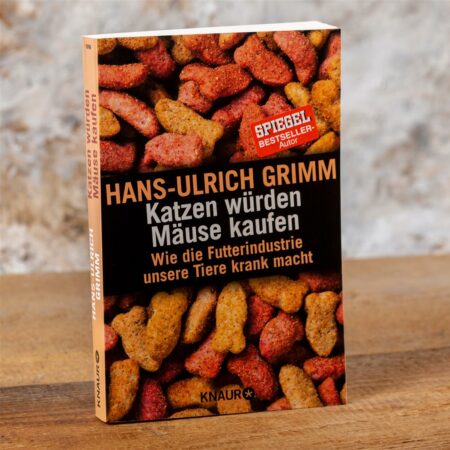 SPIEGEL
BESTSELLER-
Autor
HANS-ULRICH GRIMM
Katzen würden
Mäuse kaufen
Wie die Futterindustrie
unsere Tiere krank macht
KNAUR
Katzen würden
Mäuse kaufen
HANS-ULRICH
GRIMM
KNAUR